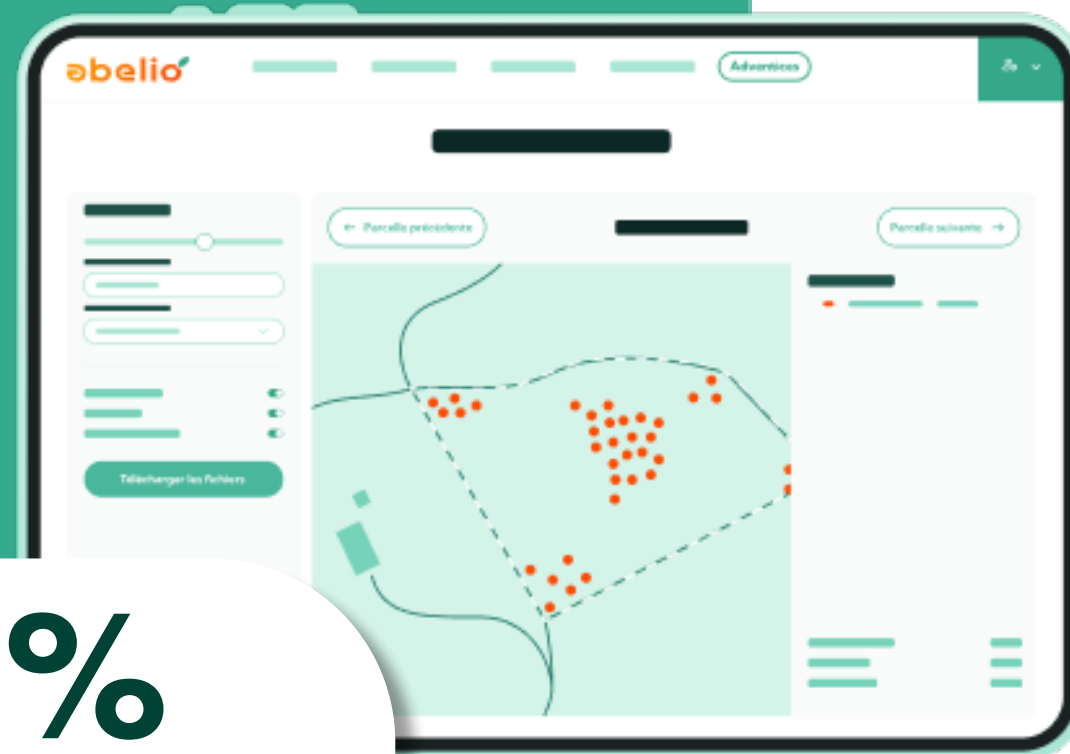 abelio
Adventices
← Parcelle précédente
Parcelle suivante →
Télécharger les fichiers
%